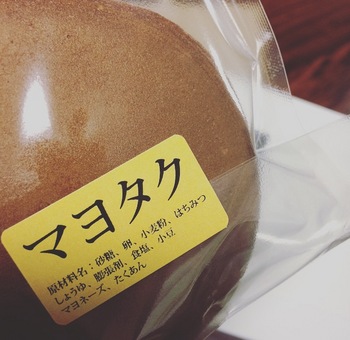 マヨタク
原材料名：砂糖、卵、小麦粉、はちみつ
しょうゆ、膨張剤、食塩、小豆
マヨネーズ、たくあん